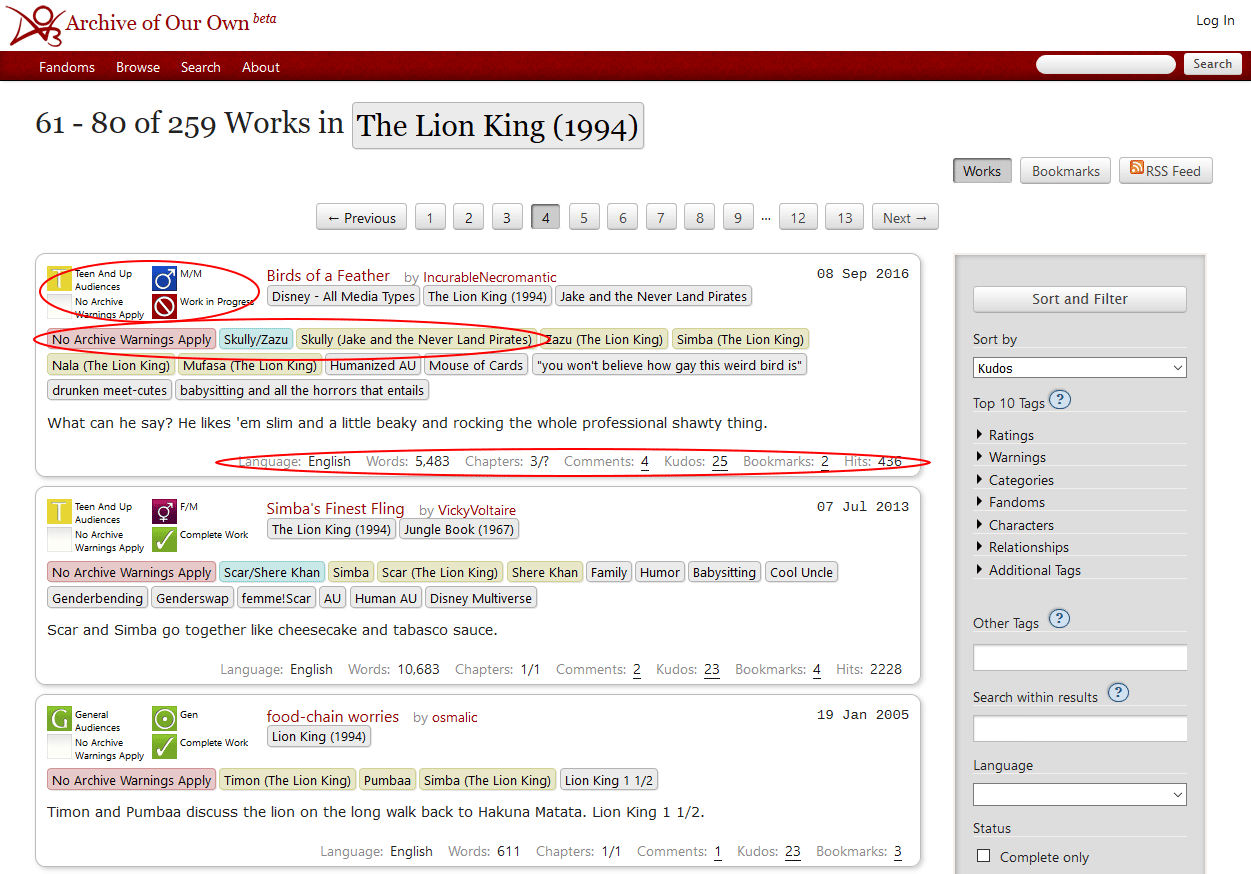 Archive of Our Own beta
Log In
Fandoms Browse Search About
Search
61 - 80 of 259 Works in The Lion King (1994)
Works Bookmarks RSS Feed
← Previous 1 2 3 4 5 6 7 8 9 ... 12 13 Next →
Teen And Up Audiences
M/M
No Archive Warnings Apply
Work in Progress
Birds of a Feather by IncurableNecromantic
08 Sep 2016
Disney - All Media Types The Lion King (1994) Jake and the Never Land Pirates
No Archive Warnings Apply Skully/Zazu Skully (Jake and the Never Land Pirates) Zazu (The Lion King) Simba (The Lion King)
Nala (The Lion King) Mufasa (The Lion King) Humanized AU Mouse of Cards "you won't believe how gay this weird bird is"
drunken meet-cutes babysitting and all the horrors that entails
What can he say? He likes 'em slim and a little beaky and rocking the whole professional shawty thing.
Language: English Words: 5,483 Chapters: 3/? Comments: 4 Kudos: 25 Bookmarks: 2 Hits: 436
T
Teen And Up Audiences
F/M
No Archive Warnings Apply
Complete Work
Simba's Finest Fling by VickyVoltaire
07 Jul 2013
The Lion King (1994) Jungle Book (1967)
No Archive Warnings Apply Scar/Shere Khan Simba Scar (The Lion King) Shere Khan Family Humor Babysitting Cool Uncle
Genderbending Genderswap femme!Scar AU Human AU Disney Multiverse
Scar and Simba go together like cheesecake and tabasco sauce.
Language: English Words: 10,683 Chapters: 1/1 Comments: 2 Kudos: 23 Bookmarks: 4 Hits: 2228
G
General Audiences
Gen
No Archive Warnings Apply
Complete Work
food-chain worries by osmalic
19 Jan 2005
Lion King (1994)
No Archive Warnings Apply Timon (The Lion King) Pumbaa Simba (The Lion King) Lion King 1 1/2
Timon and Pumbaa discuss the lion on the long walk back to Hakuna Matata. Lion King 1 1/2.
Language: English Words: 611 Chapters: 1/1 Comments: 1 Kudos: 23 Bookmarks: 3
Sort and Filter
Sort by
Kudos
Top 10 Tags ?
Ratings
Warnings
Categories
Fandoms
Characters
Relationships
Additional Tags
Other Tags ?
Search within results ?
Language
Status
Complete only